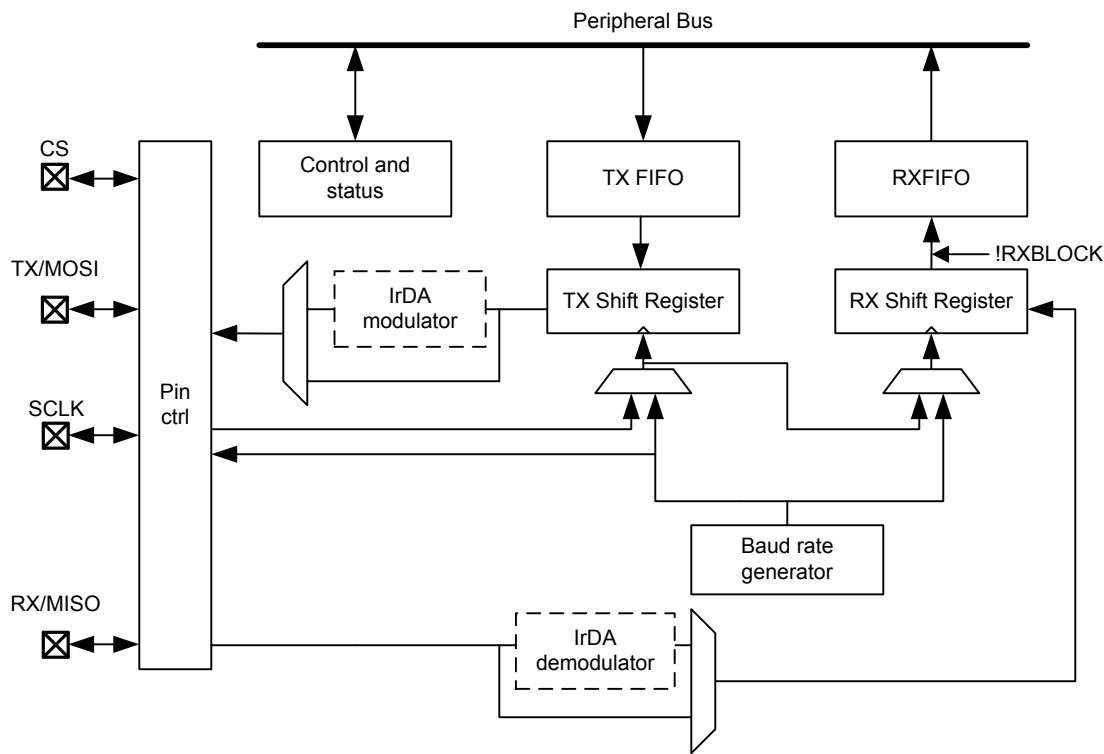 Peripheral Bus
CS
Control and
status
TX FIFO
RXFIFO
!RXBLOCK
TX/MOSI
IrDA
modulator
TX Shift Register
RX Shift Register
Pin
ctrl
SCLK
Baud rate
generator
RX/MISO
IrDA
demodulator